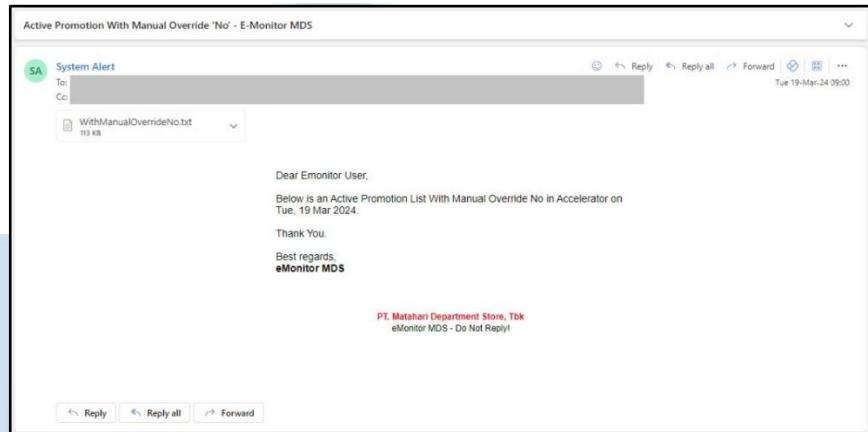 Active Promotion With Manual Override 'No' - E-Monitor MDS
SA
System Alert
Reply
Reply all
Forward
To:
Cc:
Tue 19-Mar-24 09:00
WithManualOverrideNo.txt
113 KB
Dear Emonitor User,
Below is an Active Promotion List With Manual Override No in Accelerator on
Tue, 19 Mar 2024.
Thank You.
Best regards,
eMonitor MDS
PT. Matahari Department Store, Tbk
eMonitor MDS - Do Not Reply!
Reply
Reply all
Forward